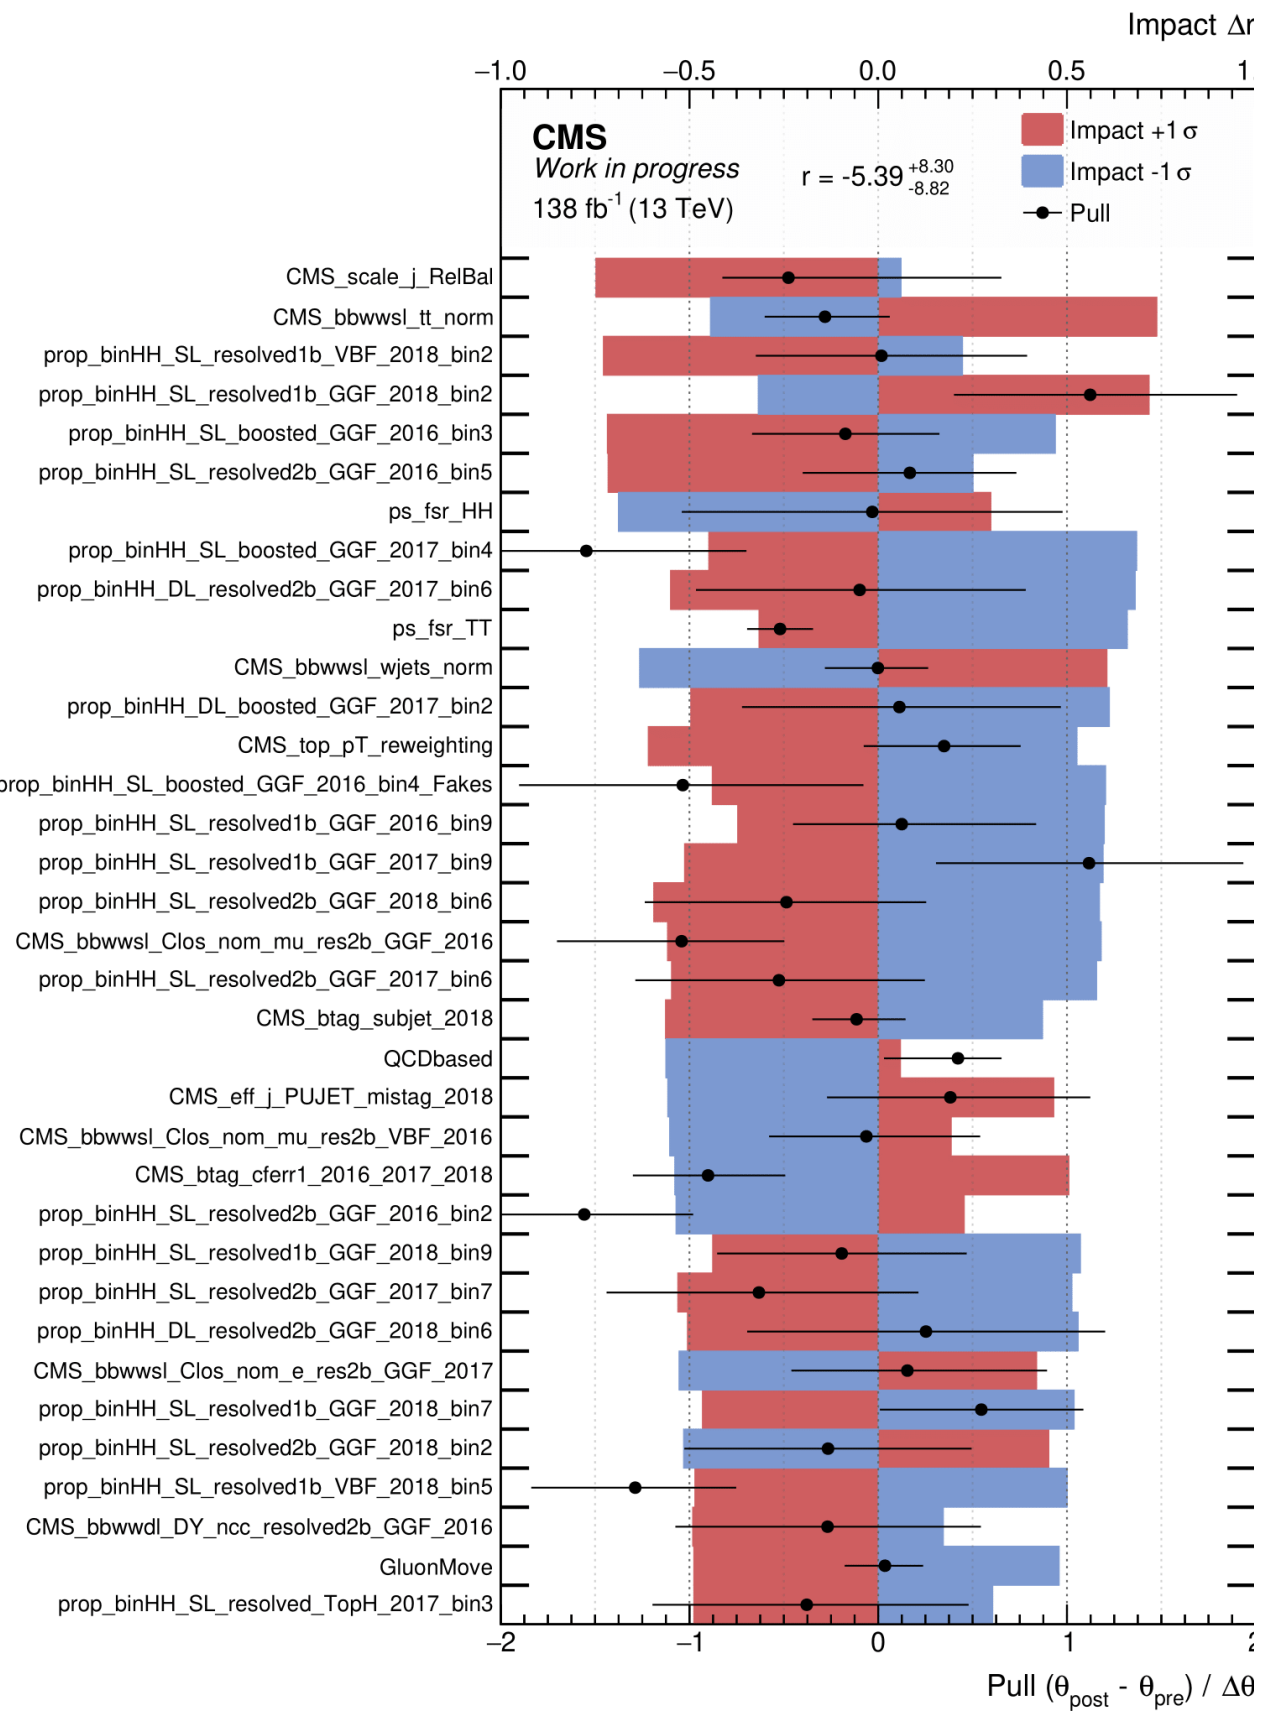 Impact Δr
−1.0 −0.5 0.0 0.5 1.
CMS
Work in progress
138 fb-1 (13 TeV)
r = -5.39 +8.30 -8.82
Impact +1 σ
Impact -1 σ
Pull
CMS_scale_j_RelBal
CMS_bbwwsl_tt_norm
prop_binHH_SL_resolved1b_VBF_2018_bin2
prop_binHH_SL_resolved1b_GGF_2018_bin2
prop_binHH_SL_boosted_GGF_2016_bin3
prop_binHH_SL_resolved2b_GGF_2016_bin5
ps_fsr_HH
prop_binHH_SL_boosted_GGF_2017_bin4
prop_binHH_DL_resolved2b_GGF_2017_bin6
ps_fsr_TT
CMS_bbwwsl_wjets_norm
prop_binHH_DL_boosted_GGF_2017_bin2
CMS_top_pT_reweighting
prop_binHH_SL_boosted_GGF_2016_bin4_Fakes
prop_binHH_SL_resolved1b_GGF_2016_bin9
prop_binHH_SL_resolved1b_GGF_2017_bin9
prop_binHH_SL_resolved2b_GGF_2018_bin6
CMS_bbwwsl_Clos_nom_mu_res2b_GGF_2016
prop_binHH_SL_resolved2b_GGF_2017_bin6
CMS_btag_subjet_2018
QCDbased
CMS_eff_j_PUJET_mistag_2018
CMS_bbwwsl_Clos_nom_mu_res2b_VBF_2016
CMS_btag_cferr1_2016_2017_2018
prop_binHH_SL_resolved2b_GGF_2016_bin2
prop_binHH_SL_resolved1b_GGF_2018_bin9
prop_binHH_SL_resolved2b_GGF_2017_bin7
prop_binHH_DL_resolved2b_GGF_2018_bin6
CMS_bbwwsl_Clos_nom_e_res2b_GGF_2017
prop_binHH_SL_resolved1b_GGF_2018_bin7
prop_binHH_SL_resolved2b_GGF_2018_bin2
prop_binHH_SL_resolved1b_VBF_2018_bin5
CMS_bbwwdl_DY_ncc_resolved2b_GGF_2016
GluonMove
prop_binHH_SL_resolved_TopH_2017_bin3
−2 −1 0 1 2
Pull (θpost - θpre) / Δθ